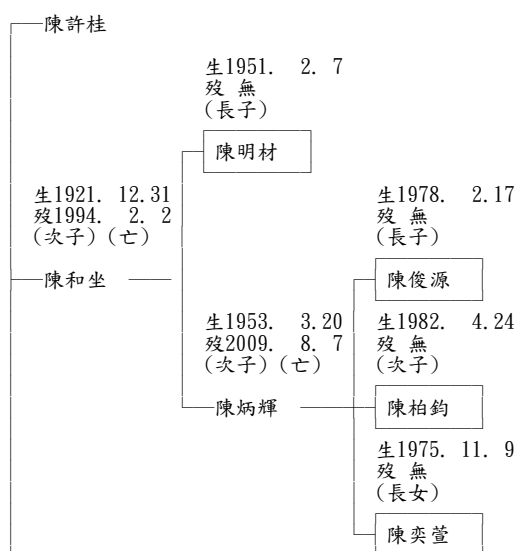 陳許桂
生1951. 2. 7
歿 無
(長子)
陳明材
生1921. 12.31
歿1994. 2. 2
(次子)(亡)
陳和坐
生1978. 2.17
歿 無
(長子)
陳俊源
生1953. 3.20
歿2009. 8. 7
(次子)(亡)
陳炳輝
生1982. 4.24
歿 無
(次子)
陳柏鈞
生1975. 11. 9
歿 無
(長女)
陳奕萱